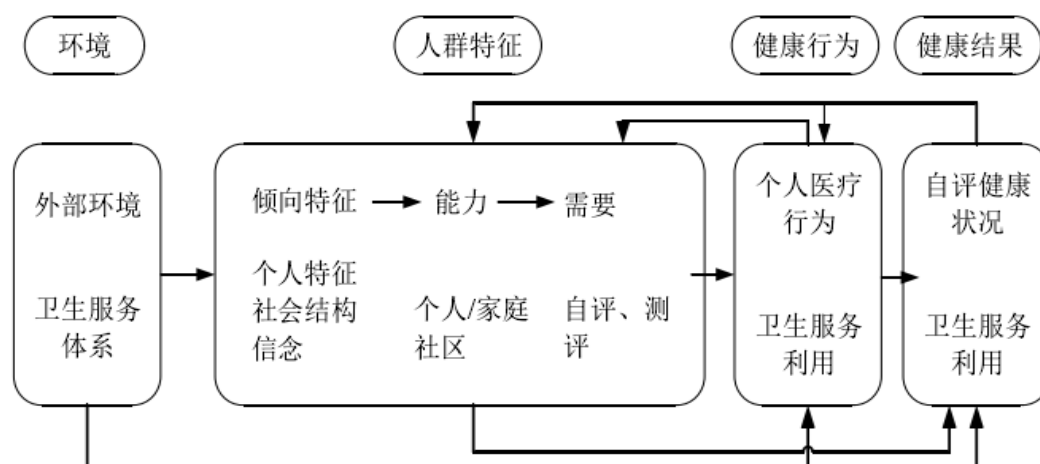 环境
人群特征
健康行为
健康结果
外部环境
卫生服务
体系
倾向特征
能力
需要
个人特征
社会结构
信念
个人/家庭
社区
自评、测
评
个人医疗
行为
卫生服务
利用
自评健康
状况
卫生服务
利用